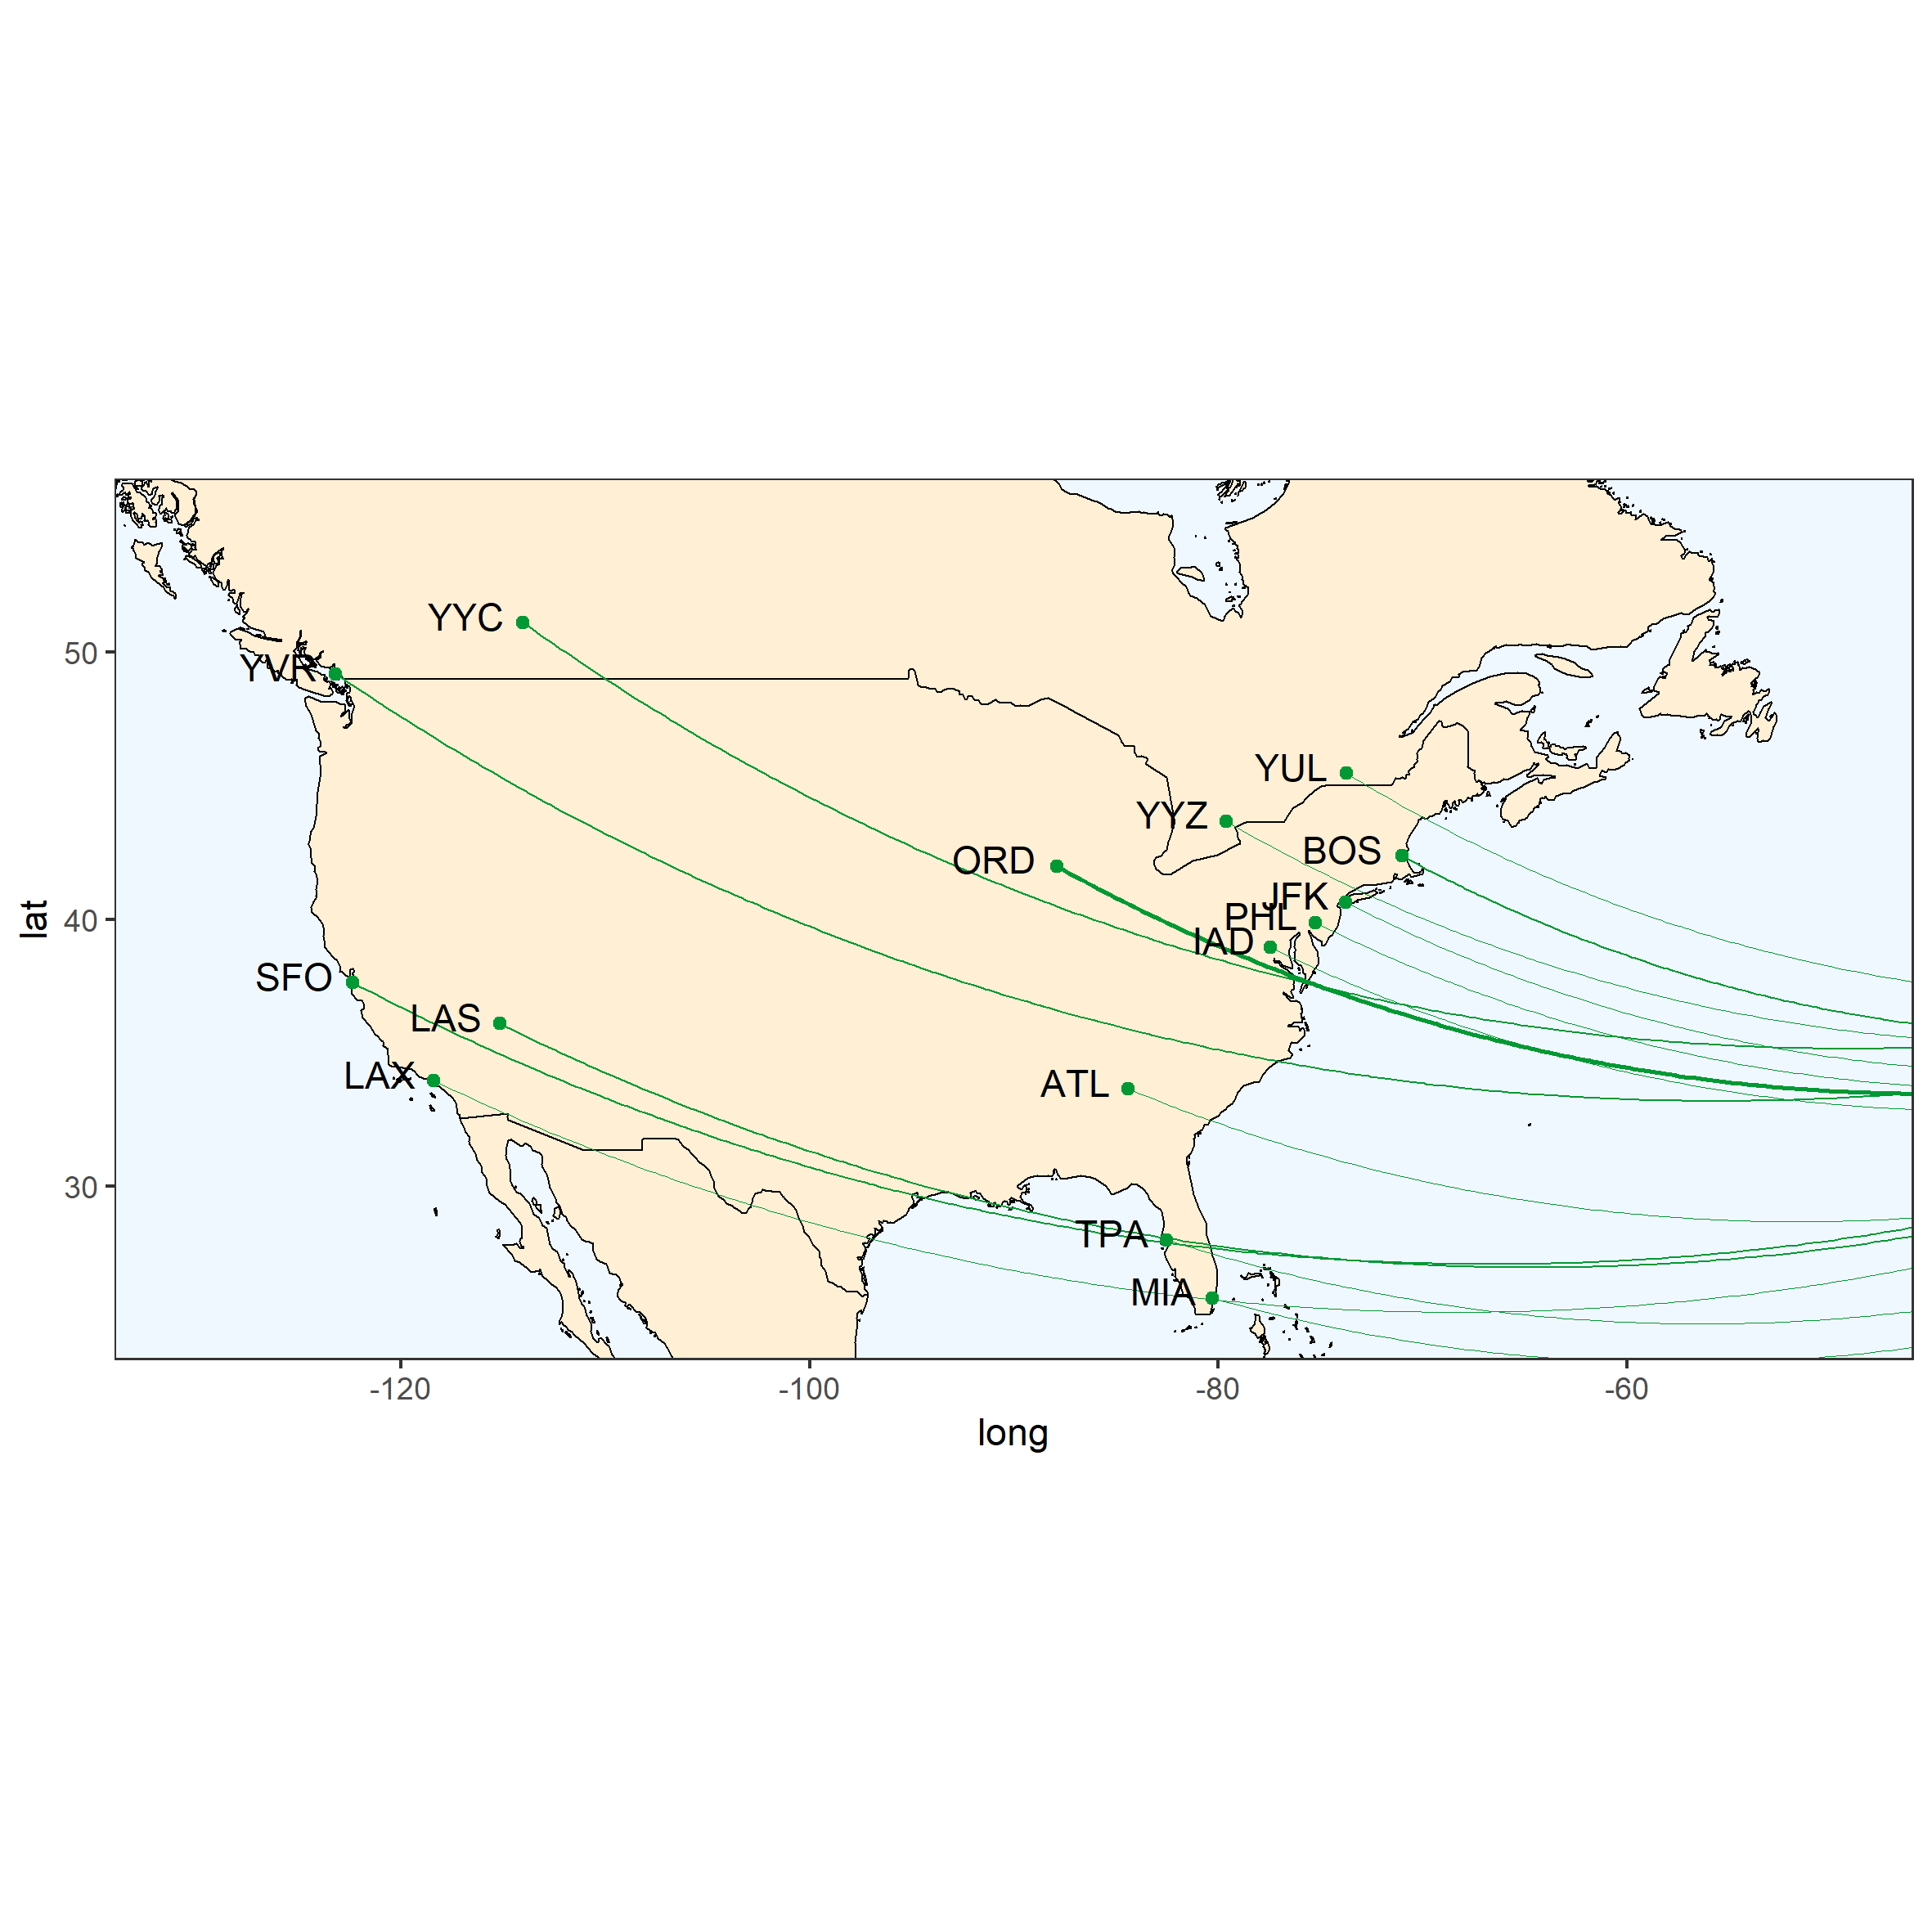 YYC
50
YVR
YUL
YYZ
BOS
ORD
JFK
40
PHL
IAD
lat
SFO
LAS
LAX
ATL
30
TPA
MIA
-120
-100
-80
-60
long